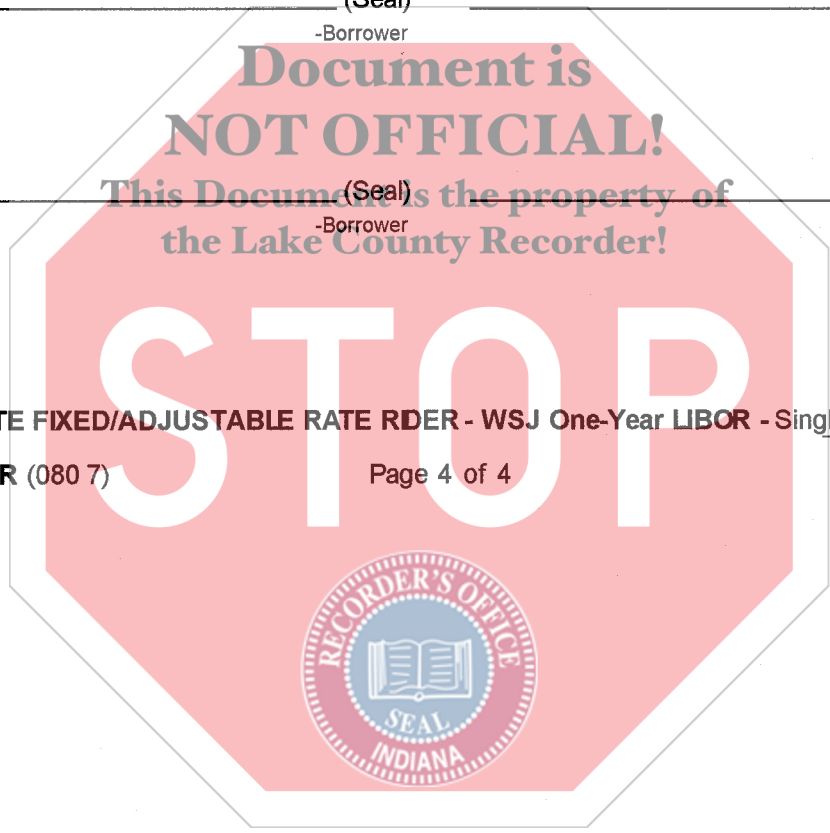 (Seal)
-Borrower
Document is
NOT OFFICIAL!
This Document is the property of
(Seal)
-Borrower
the Lake County Recorder!
STOP
TE FIXED/ADJUSTABLE RATE RIDER - WSJ One-Year LIBOR - Singl
R (080 7)
Page 4 of 4
RECORDER'S OFFICE
SEAL
INDIANA